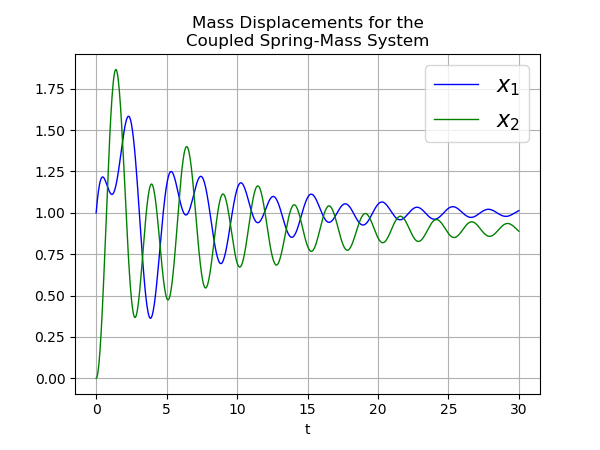 Mass Displacements for the
Coupled Spring-Mass System
x₁
x₂
1.75
1.50
1.25
1.00
0.75
0.50
0.25
0.00
0 5 10 15 20 25 30
t